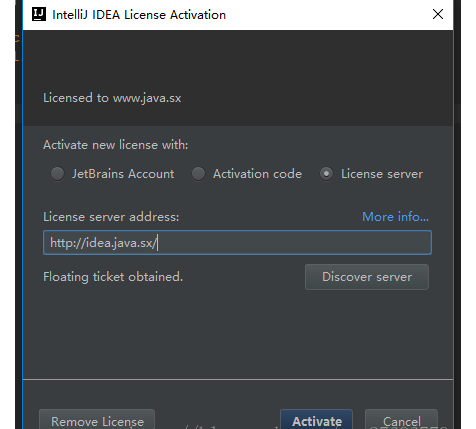 IJ IntelliJ IDEA License Activation
Licensed to www.java.sx
Activate new license with:
JetBrains Account Activation code License server
License server address: More info...
http://idea.java.sx/
Floating ticket obtained. Discover server
Remove License Activate Cancel